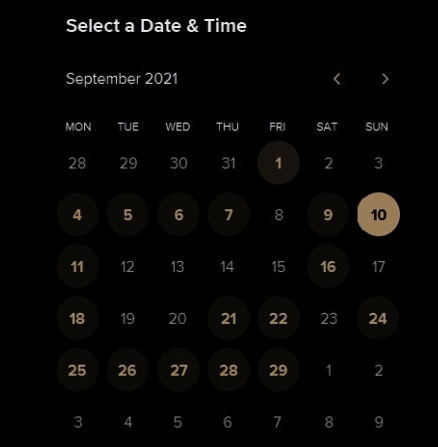 Select a Date & Time
September 2021
MON TUE WED THU FRI SAT SUN
28 29 30 31 1 2 3
4 5 6 7 8 9 10
11 12 13 14 15 16 17
18 19 20 21 22 23 24
25 26 27 28 29 1 2
3 4 5 6 7 8 9